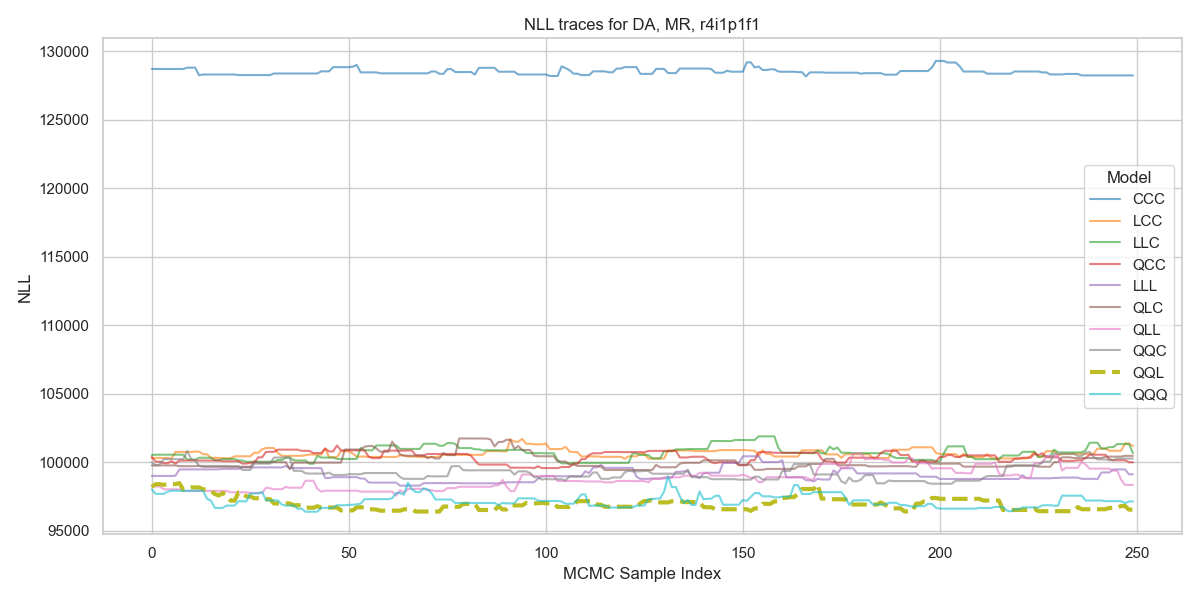 NLL traces for DA, MR, r4i1p1f1
130000
125000
120000
115000
110000
105000
100000
95000
NLL
0
50
100
150
200
250
MCMC Sample Index
Model
CCC
LCC
LLC
QCC
LLL
QLC
QLL
QQC
QQL
QQQ